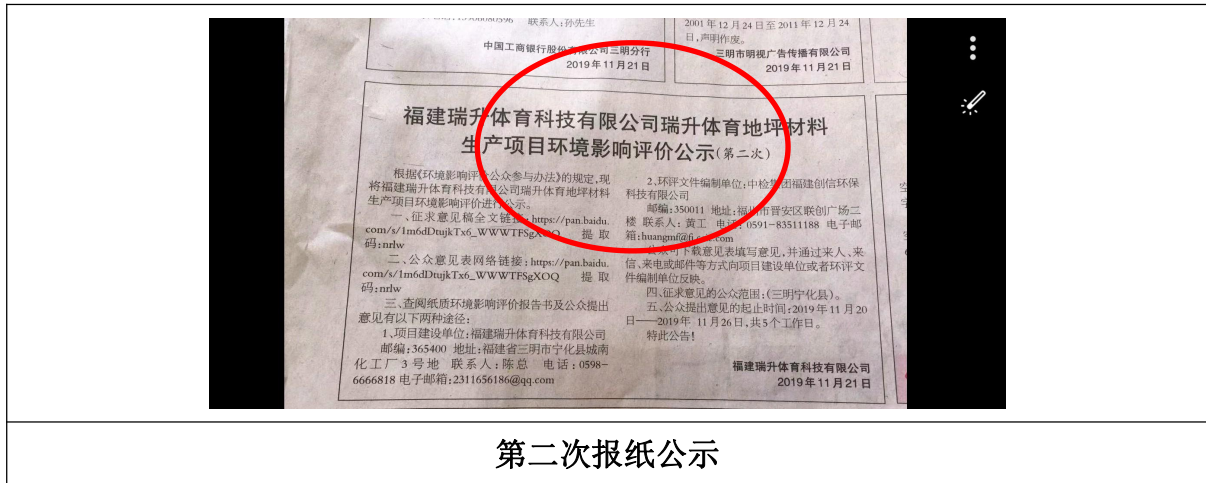 联系人:孙先生
中国工商银行股份有限公司三明分行
2019年11月21日
2001年12月24日至2011年12月24
日,声明作废。
三明市明视广告传播有限公司
2019年11月21日
福建瑞升体育科技有限公司瑞升体育地坪材料
生产项目环境影响评价公示(第二次)
根据《环境影响评价公众参与办法》的规定,现
将福建瑞升体育科技有限公司瑞升体育地坪材料
生产项目环境影响评价进行公示。
一、征求意见稿全文链接:https://pan.baidu.
com/s/1m6dDtujkTx6_WWWTFSgXOQ 提取
码:nrlw
二、公众意见表网络链接:https://pan.baidu.
com/s/1m6dDtujkTx6_WWWTFSgXOQ 提取
码:nrlw
三、查阅纸质环境影响评价报告书及公众提出
意见有以下两种途径:
1、项目建设单位:福建瑞升体育科技有限公司
邮编:365400 地址:福建省三明市宁化县城南
化工厂3号地 联系人:陈总 电话:0598-
6666818 电子邮箱:2311656186@qq.com
2、环评文件编制单位:中检集团福建创信环保
科技有限公司
邮编:350011 地址:福州市晋安区联创广场三
楼 联系人:黄工 电话:0591-83511188 电子邮
箱:
公众可下载意见表填写意见,并通过来人、来
信、来电或邮件等方式向项目建设单位或者环评文
件编制单位反映。
四、征求意见的公众范围:(三明宁化县)。
五、公众提出意见的起止时间:2019年11月20
日——2019年 11月26日,共5个工作日。
特此公告!
福建瑞升体育科技有限公司
2019年11月21日
第二次报纸公示